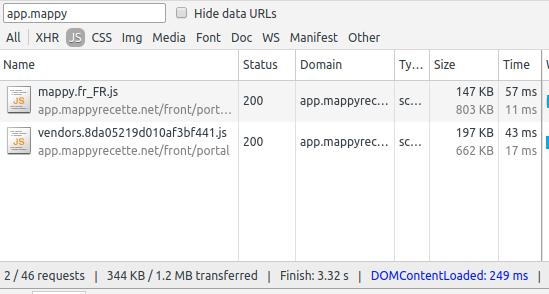 app.mappy
Hide data URLs
All | XHR JS CSS Img Media Font Doc WS Manifest Other
Name Status Domain Ty... Size Time
mappy.fr_FR.js 200 app.mappyrec... sc... 147 KB 57 ms
JS app.mappyrecette.net/front/port... 803 KB 11 ms
vendors.8da05219d010af3bf441.js 200 app.mappyrec... sc... 197 KB 43 ms
JS app.mappyrecette.net/front/portal 662 KB 17 ms
2 / 46 requests | 344 KB / 1.2 MB transferred | Finish: 3.32 s | DOMContentLoaded: 249 ms |